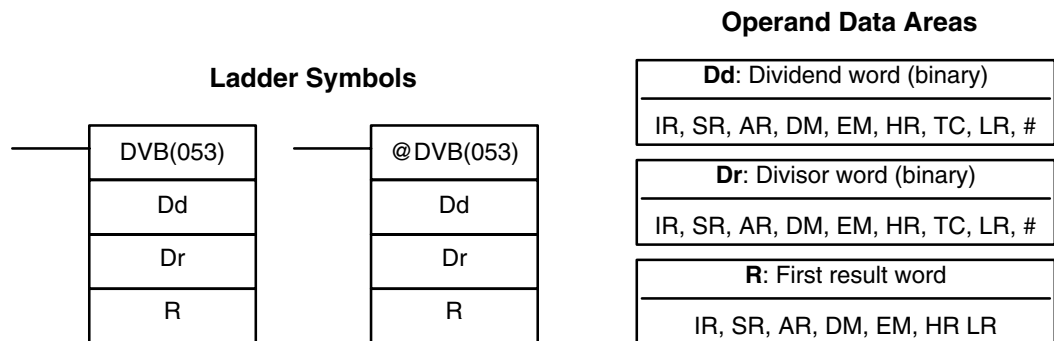 Operand Data Areas
Ladder Symbols
Dd: Dividend word (binary)
IR, SR, AR, DM, EM, HR, TC, LR, #
DVB(053)
@DVB(053)
Dr: Divisor word (binary)
Dd
Dd
IR, SR, AR, DM, EM, HR, TC, LR, #
Dr
Dr
R: First result word
R
R
IR, SR, AR, DM, EM, HR LR